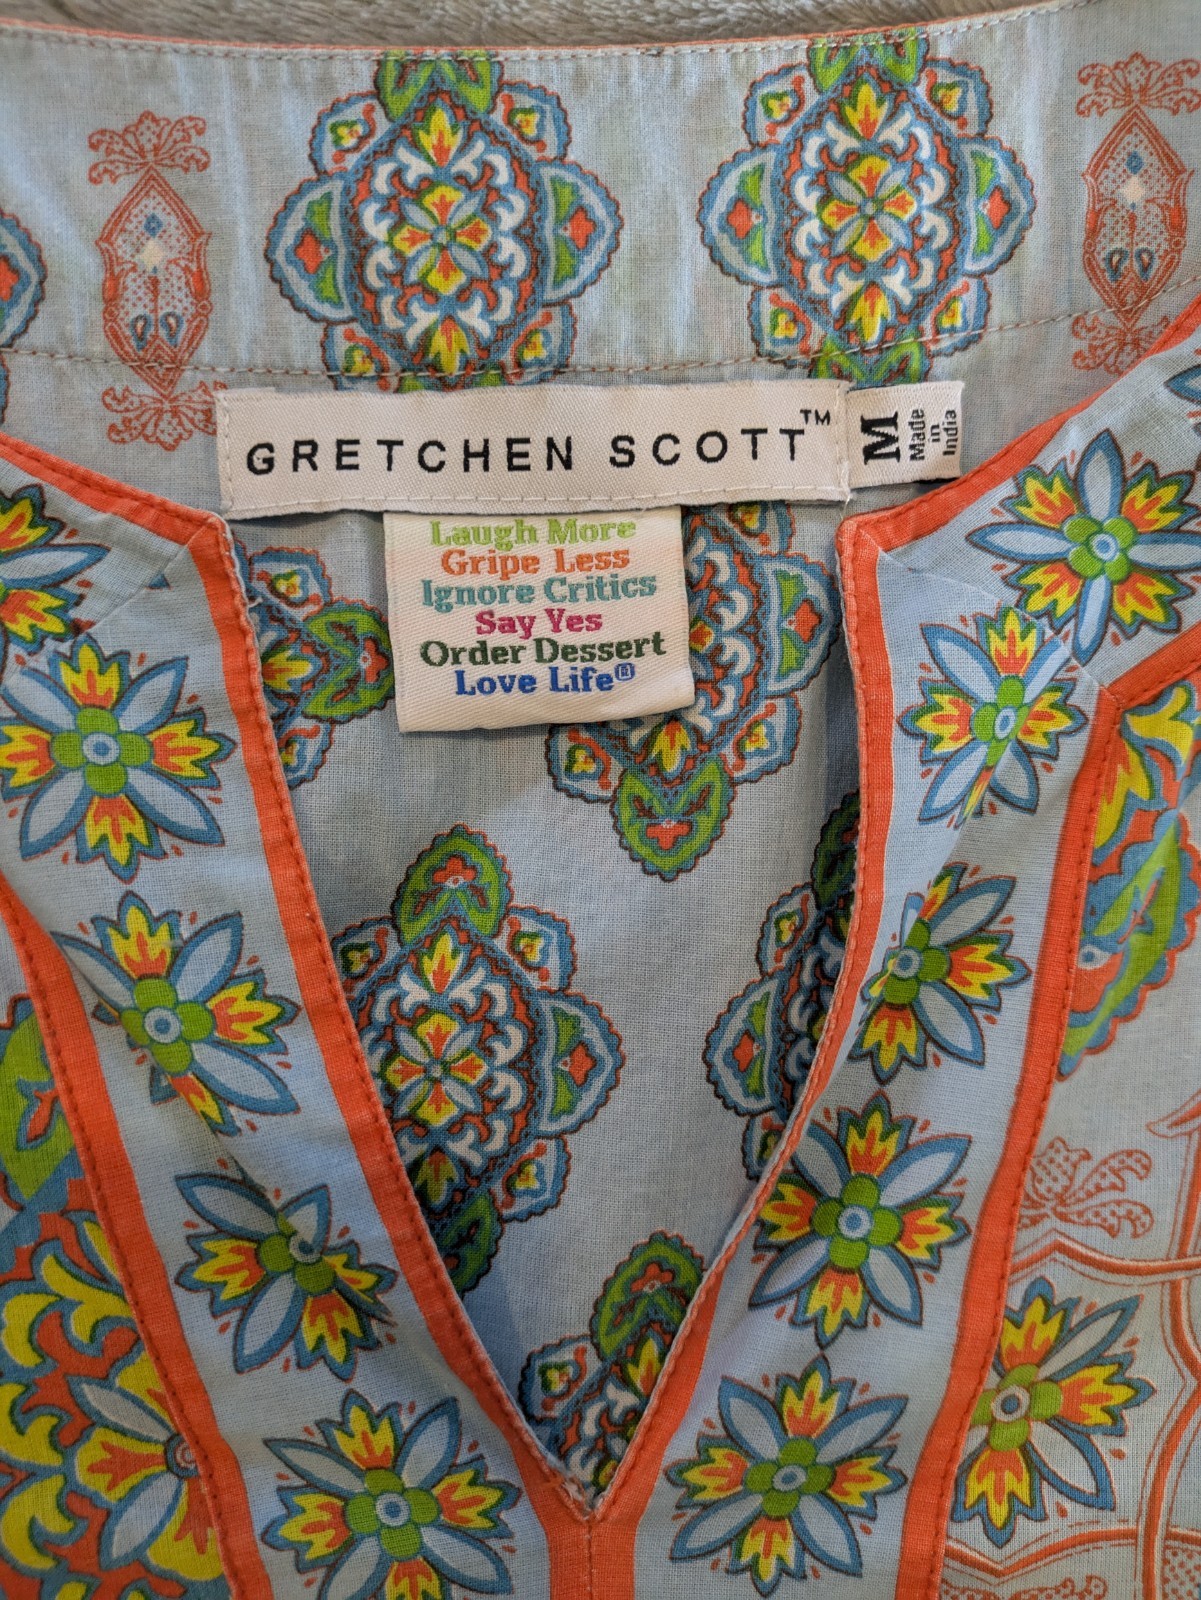 GRETCHEN SCOTT™
M
Made
in
India
Laugh More
Gripe Less
Ignore Critics
Say Yes
Order Dessert
Love Life®